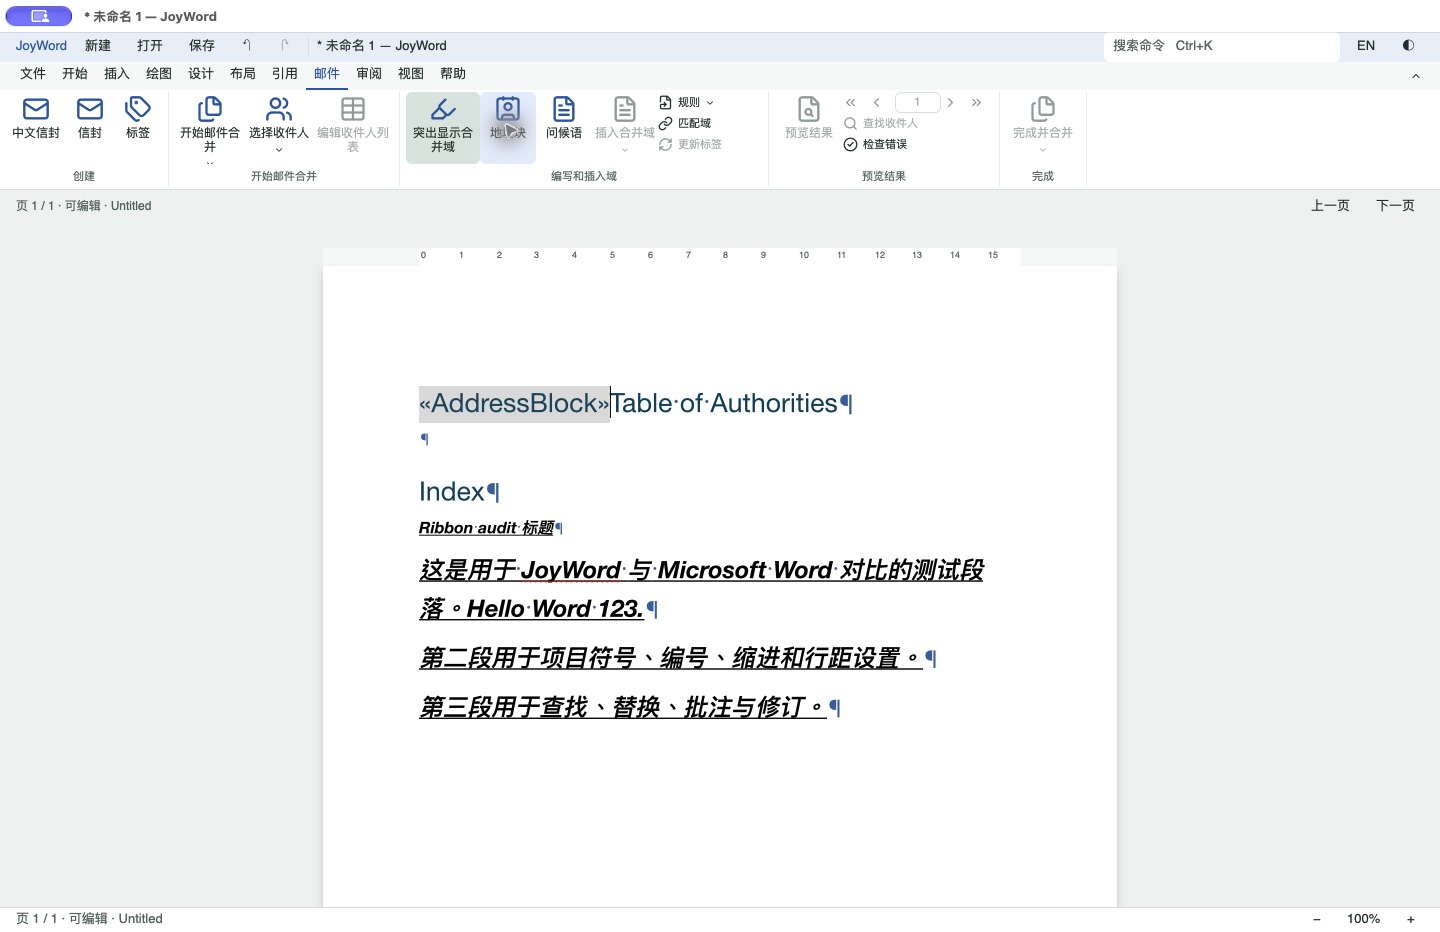 * 未命名 1 — JoyWord
JoyWord 新建 打开 保存 * 未命名 1 — JoyWord 搜索命令 Ctrl+K EN
文件 开始 插入 绘图 设计 布局 引用 邮件 审阅 视图 帮助
中文信封 信封 标签
创建
开始邮件合并 选择收件人 编辑收件人列表
开始邮件合并
突出显示合并域 地址块 问候语 插入合并域
规则
匹配域
更新标签
编写和插入域
预览结果
1
查找收件人
检查错误
预览结果
完成并合并
完成
页 1 / 1 · 可编辑 · Untitled 上一页 下一页
0 1 2 3 4 5 6 7 8 9 10 11 12 13 14 15
«AddressBlock»Table·of·Authorities¶
¶
Index¶
Ribbon·audit·标题¶
这是用于·JoyWord·与·Microsoft·Word·对比的测试段
落。Hello·Word·123.¶
第二段用于项目符号、编号、缩进和行距设置。¶
第三段用于查找、替换、批注与修订。¶
页 1 / 1 · 可编辑 · Untitled − 100% +